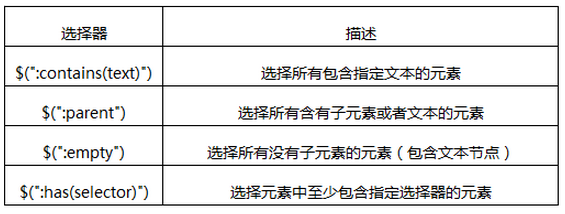 选择器 描述
$(":contains(text)") 选择所有包含指定文本的元素
$(":parent") 选择所有含有子元素或者文本的元素
$(":empty") 选择所有没有子元素的元素（包含文本节点）
$(":has(selector)") 选择元素中至少包含指定选择器的元素